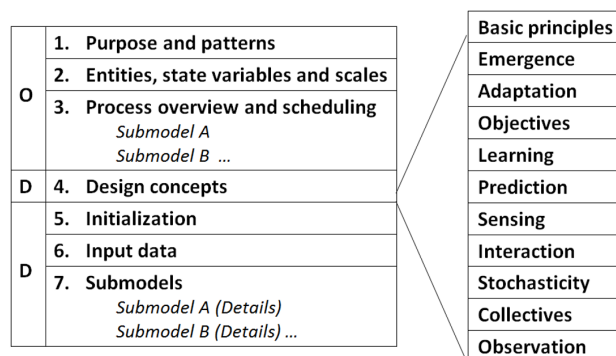 O
1. Purpose and patterns
2. Entities, state variables and scales
3. Process overview and scheduling
Submodel A
Submodel B ...
D
4. Design concepts
D
5. Initialization
6. Input data
7. Submodels
Submodel A (Details)
Submodel B (Details) ...
Basic principles
Emergence
Adaptation
Objectives
Learning
Prediction
Sensing
Interaction
Stochasticity
Collectives
Observation